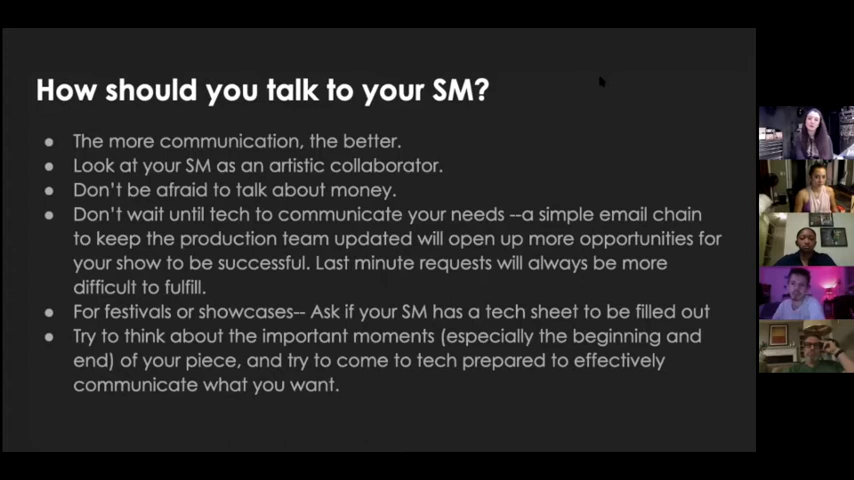 How should you talk to your SM?
● The more communication, the better.
● Look at your SM as an artistic collaborator.
● Don't be afraid to talk about money.
● Don't wait until tech to communicate your needs --a simple email chain
to keep the production team updated will open up more opportunities for
your show to be successful. Last minute requests will always be more
difficult to fulfill.
● For festivals or showcases-- Ask if your SM has a tech sheet to be filled out
● Try to think about the important moments (especially the beginning and
end) of your piece, and try to come to tech prepared to effectively
communicate what you want.